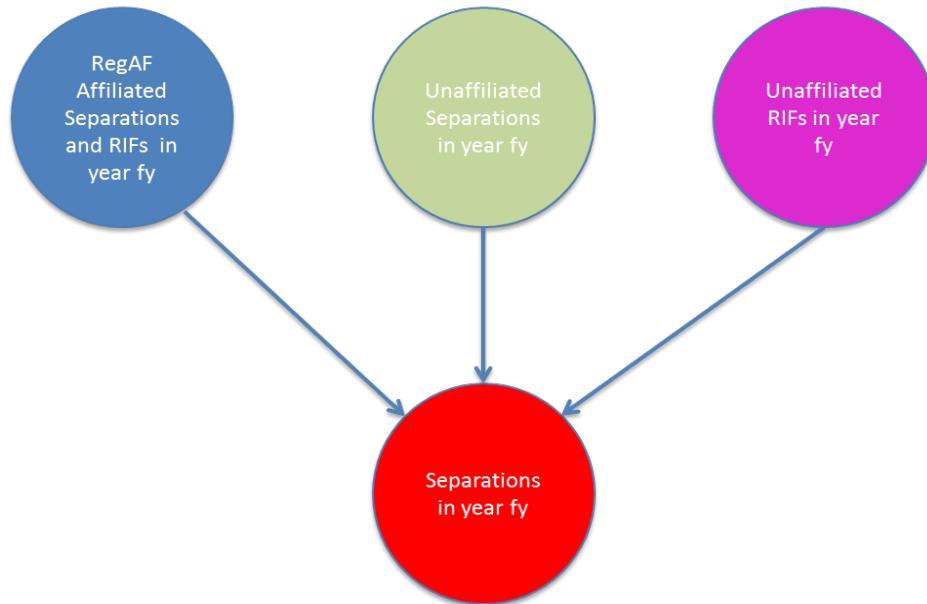 RegAF
Affiliated
Separations
and RIFs in
year fy
Unaffiliated
Separations
in year fy
Unaffiliated
RIFs in year
fy
Separations
in year fy